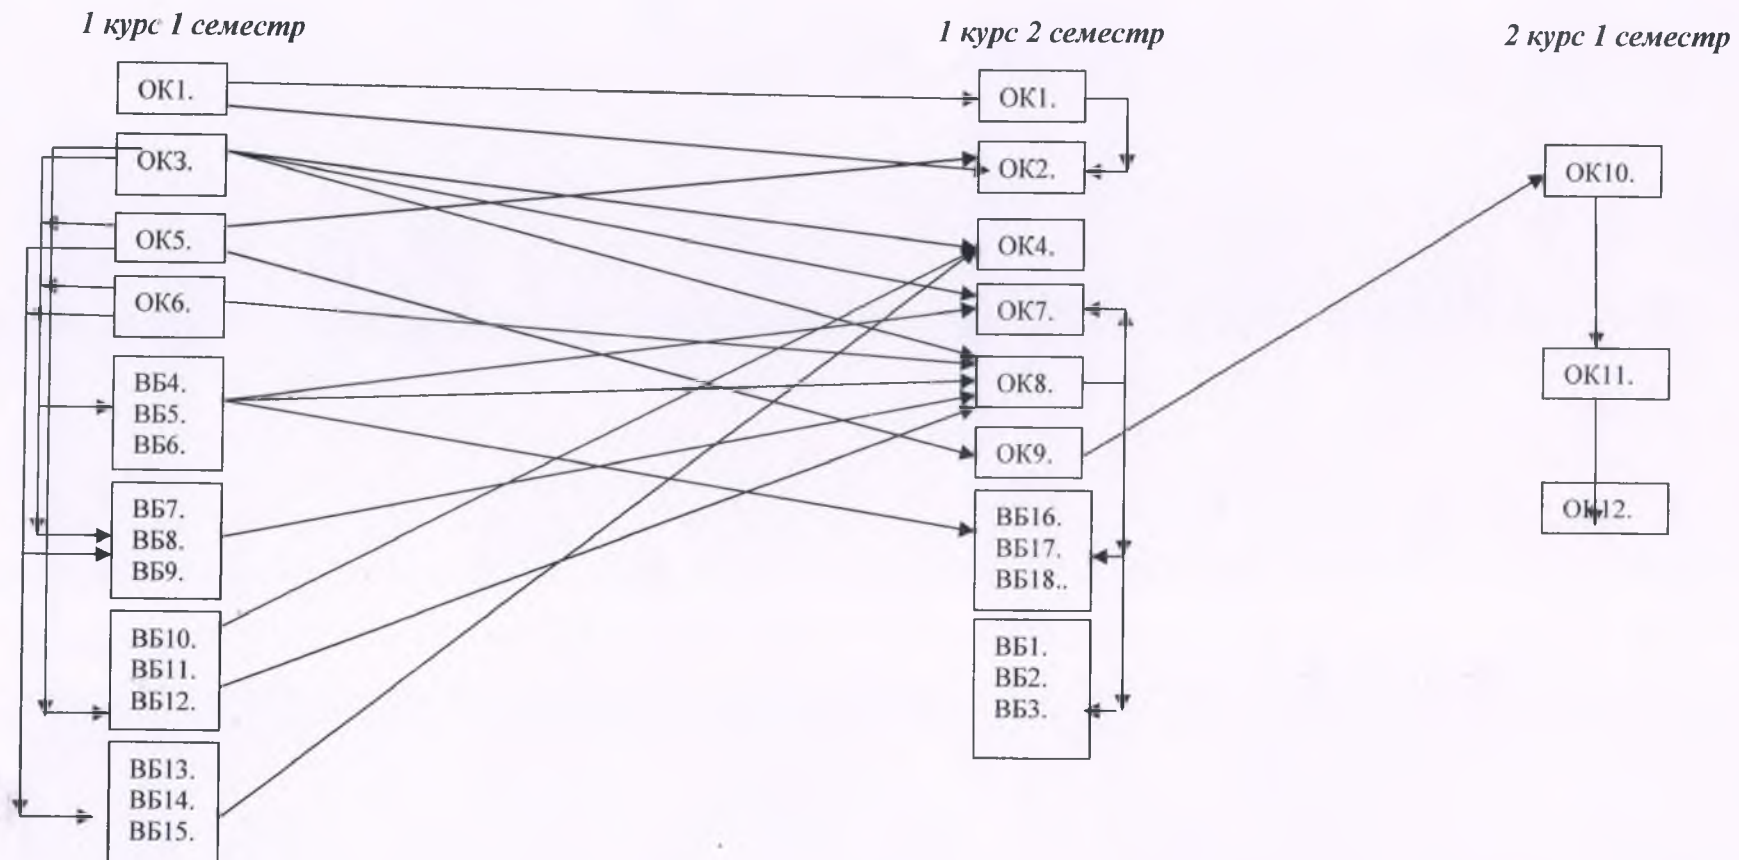 1 курс 1 семестр
1 курс 2 семестр
2 курс 1 семестр
ОК1.
ОК3.
ОК5.
ОК6.
ВБ4.
ВБ5.
ВБ6.
ВБ7.
ВБ8.
ВБ9.
ВБ10.
ВБ11.
ВБ12.
ВБ13.
ВБ14.
ВБ15.
ОК1.
ОК2.
ОК4.
ОК7.
ОК8.
ОК9.
ВБ16.
ВБ17.
ВБ18..
ВБ1.
ВБ2.
ВБ3.
ОК10.
ОК11.
ОК12.